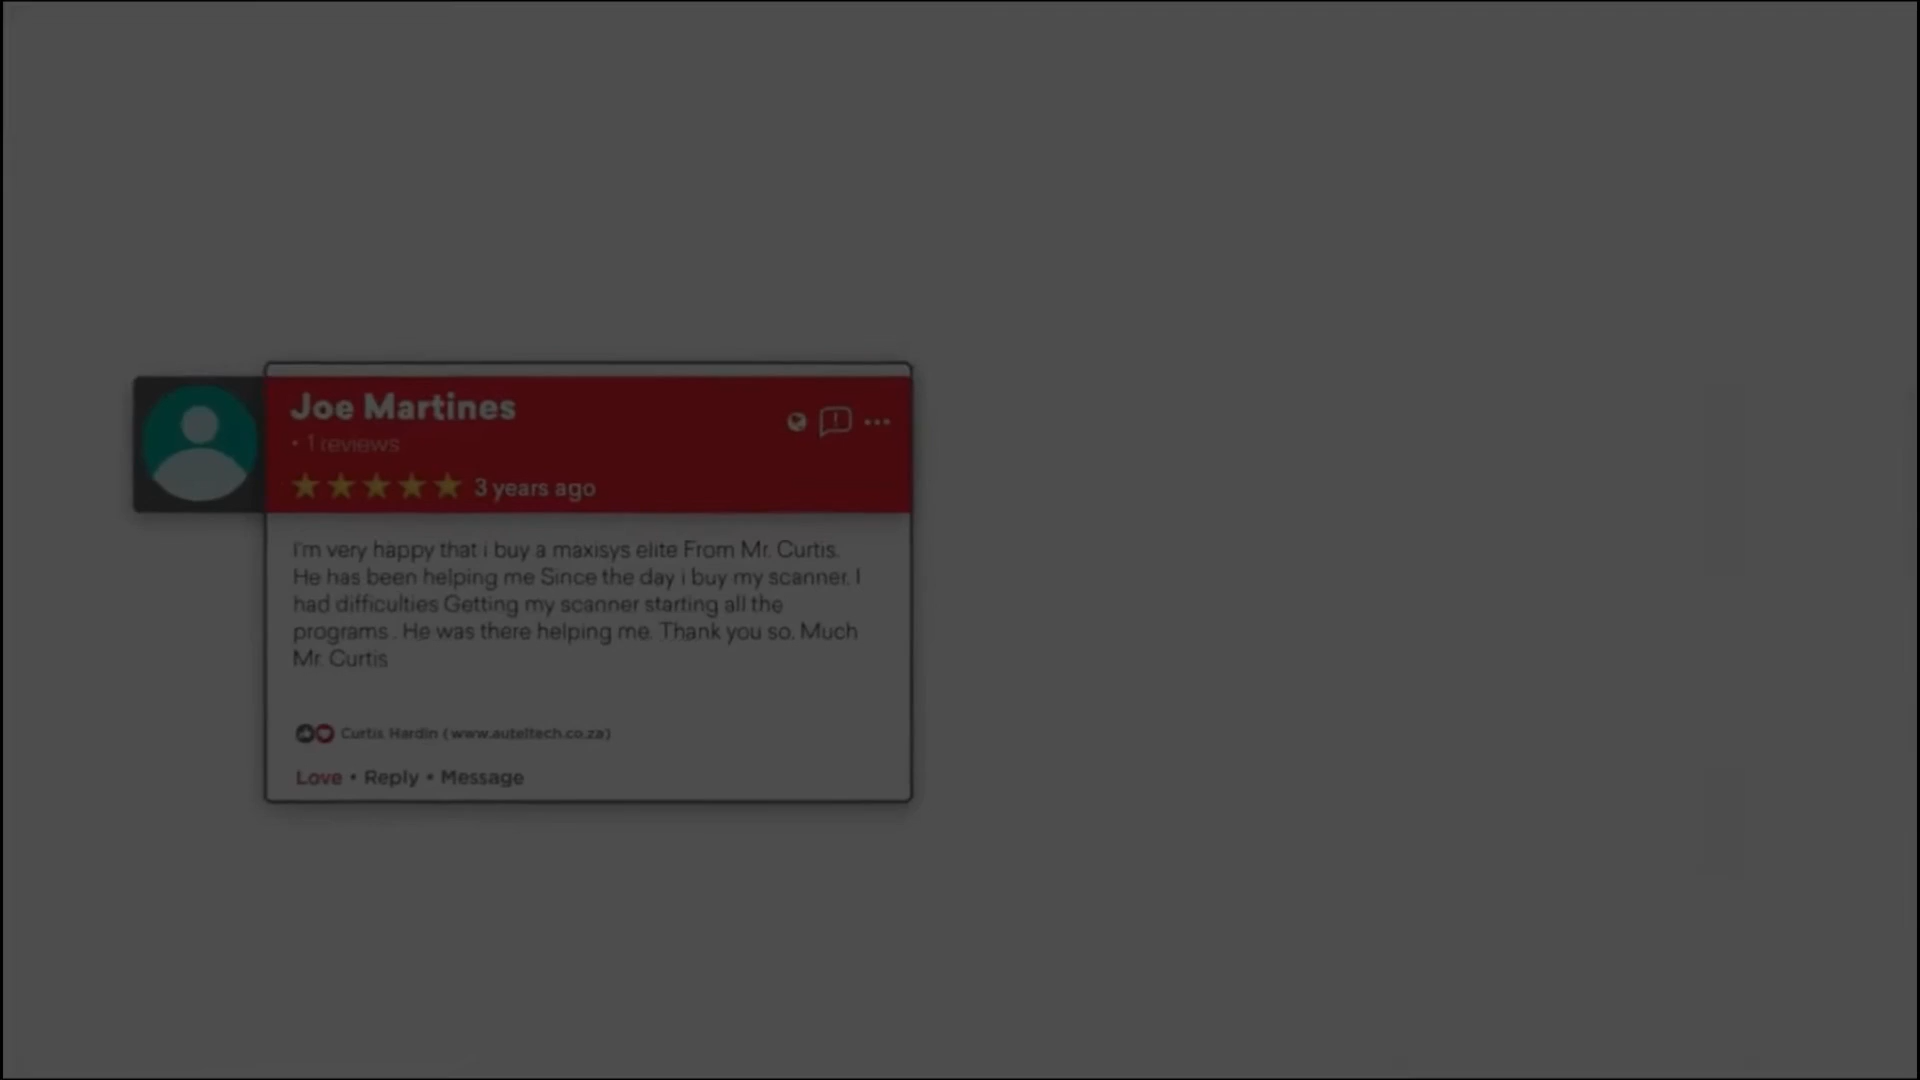 Joe Martines
• 1 reviews
3 years ago
I'm very happy that i buy a maxisys elite From Mr. Curtis.
He has been helping me Since the day i buy my scanner. I
had difficulties Getting my scanner starting all the
programs . He was there helping me. Thank you so. Much
Mr. Curtis
Curtis Hardin (www.auteltech.co.za)
Love • Reply • Message